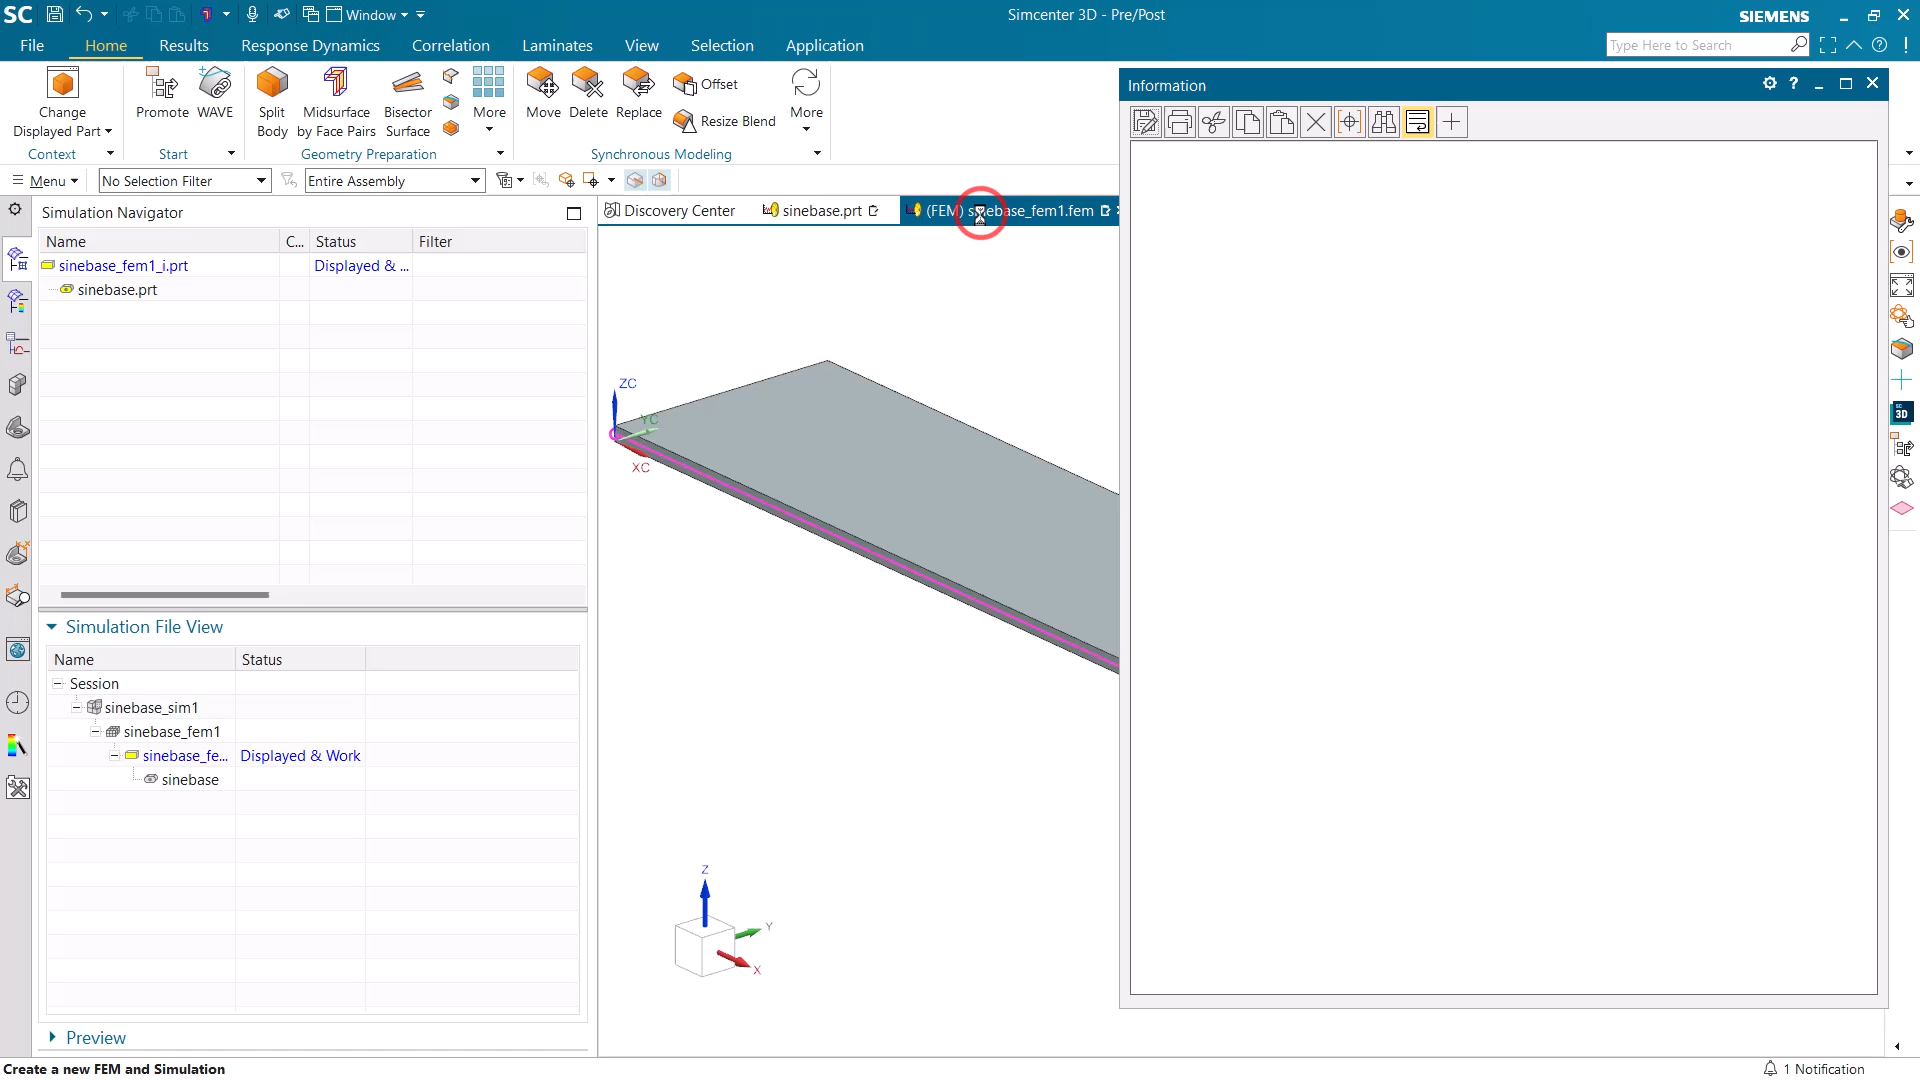 SC
Window
Simcenter 3D - Pre/Post
SIEMENS
File
Home
Results
Response Dynamics
Correlation
Laminates
View
Selection
Application
Type Here to Search
Change
Displayed Part
Promote
WAVE
Split
Body
Midsurface
by Face Pairs
Bisector
Surface
More
Move
Delete
Replace
Offset
Resize Blend
More
Context
Start
Geometry Preparation
Synchronous Modeling
Information
Menu
No Selection Filter
Entire Assembly
Simulation Navigator
Discovery Center
sinebase.prt
(FEM) sinebase_fem1.fem
Name
C...
Status
Filter
sinebase_fem1_i.prt
Displayed & ...
sinebase.prt
ZC
YC
XC
Simulation File View
Name
Status
Session
sinebase_sim1
sinebase_fem1
sinebase_fe...
Displayed & Work
sinebase
Z
Y
X
SC
3D
Preview
Create a new FEM and Simulation
1 Notification